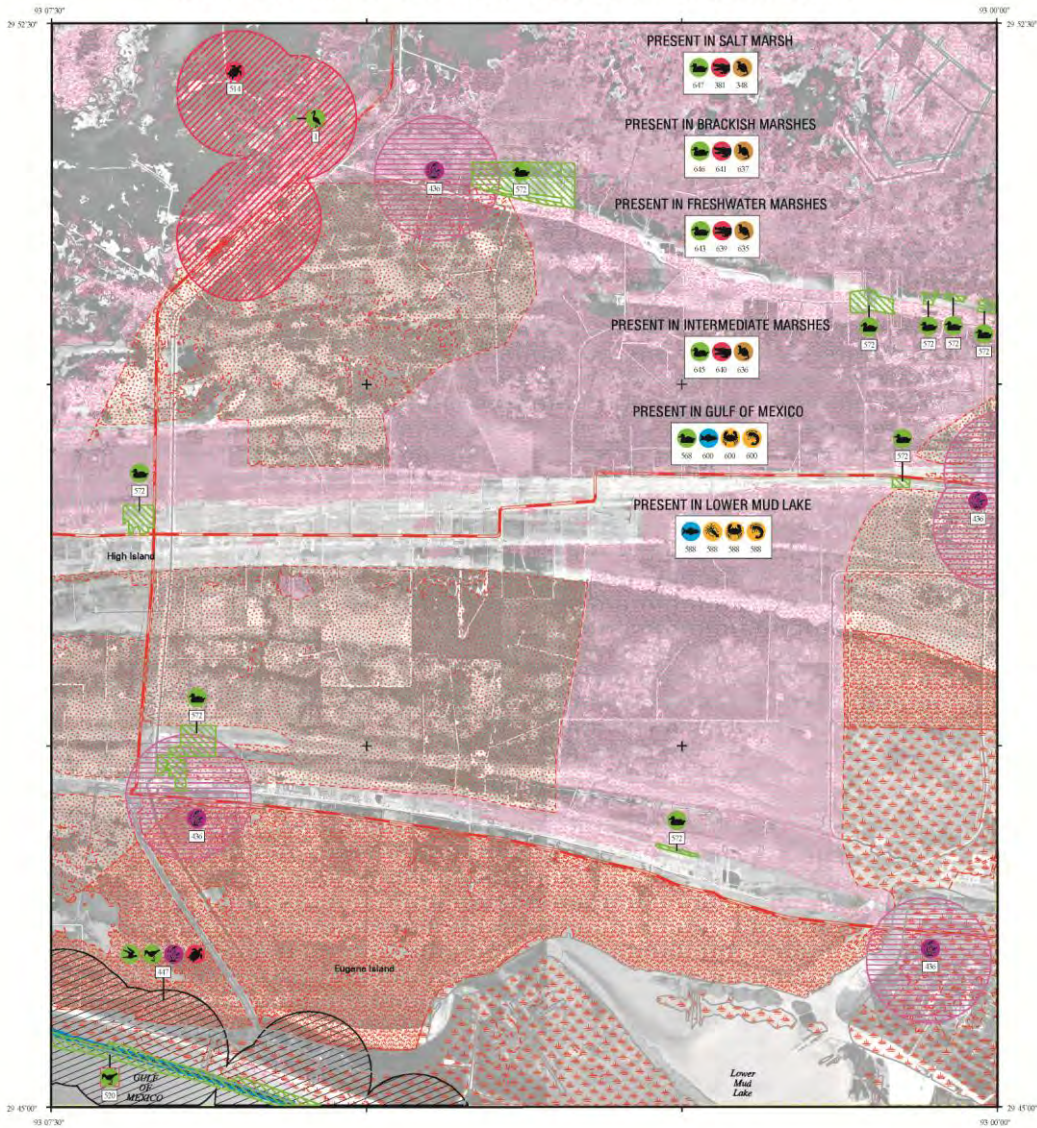 93 07'30" 93 00'00"
29 52'30" 29 52'30"
PRESENT IN SALT MARSH
514
647 381 348
1
PRESENT IN BRACKISH MARSHES
436 572
646 641 637
PRESENT IN FRESHWATER MARSHES
643 639 635
PRESENT IN INTERMEDIATE MARSHES
572 572 572 572
645 640 636
PRESENT IN GULF OF MEXICO
568 600 600 600
572
572
PRESENT IN LOWER MUD LAKE
436
588 588 588 588
High Island
572
436
572
436
447
Eugene Island
GULF
OF
MEXICO
520
Lower
Mud
Lake
29 45'00" 29 45'00"
93 07'30" 93 00'00"